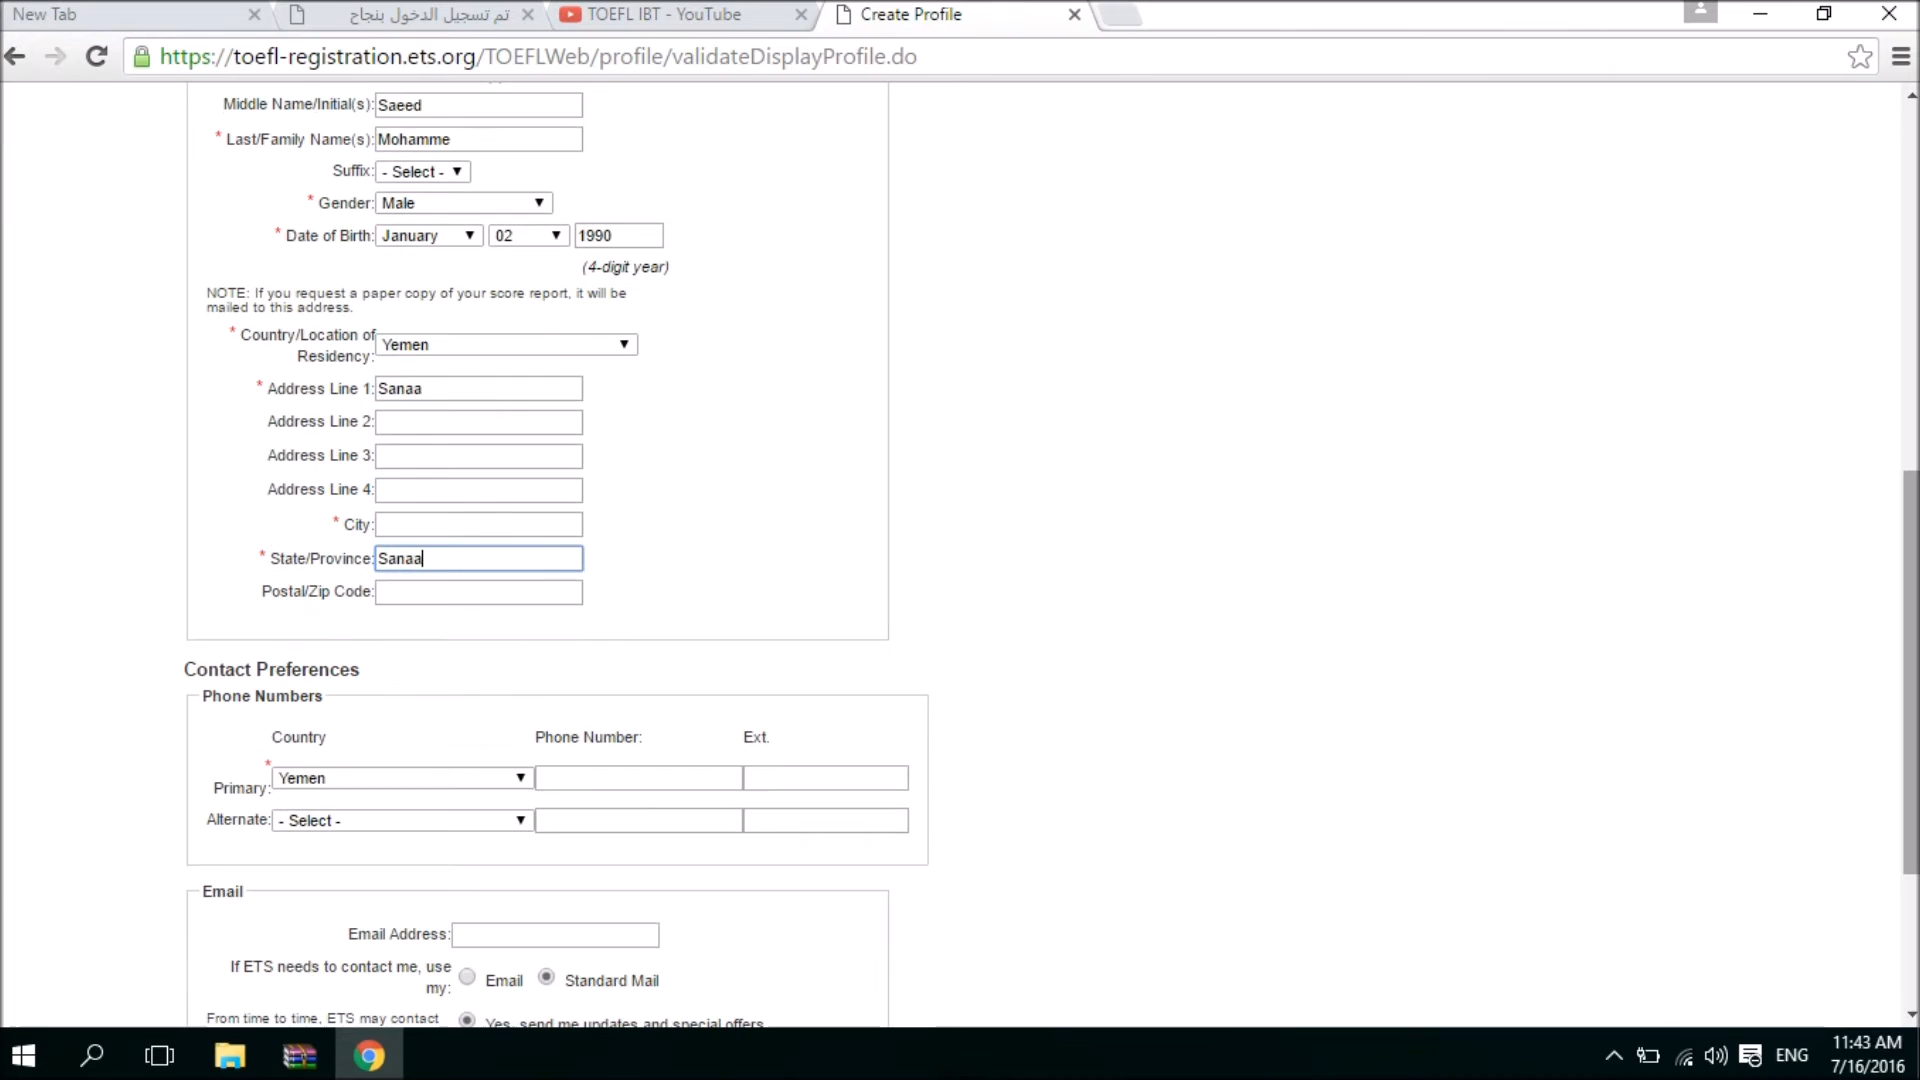 New Tab
تم تسجيل الدخول بنجاح
TOEFL IBT - YouTube
Create Profile
https://toefl-registration.ets.org/TOEFLWeb/profile/validateDisplayProfile.do
Middle Name/Initial(s): Saeed
* Last/Family Name(s): Mohamme
Suffix: - Select -
* Gender: Male
* Date of Birth: January 02 1990
(4-digit year)
NOTE: If you request a paper copy of your score report, it will be
mailed to this address.
* Country/Location of
Residency: Yemen
* Address Line 1: Sanaa
Address Line 2:
Address Line 3:
Address Line 4:
* City:
* State/Province: Sanaa
Postal/Zip Code:
Contact Preferences
Phone Numbers
Country Phone Number: Ext.
* Primary: Yemen
Alternate: - Select -
Email
Email Address:
If ETS needs to contact me, use
my: Email Standard Mail
From time to time, ETS may contact
Yes, send me updates and special offers
ENG
11:43 AM
7/16/2016